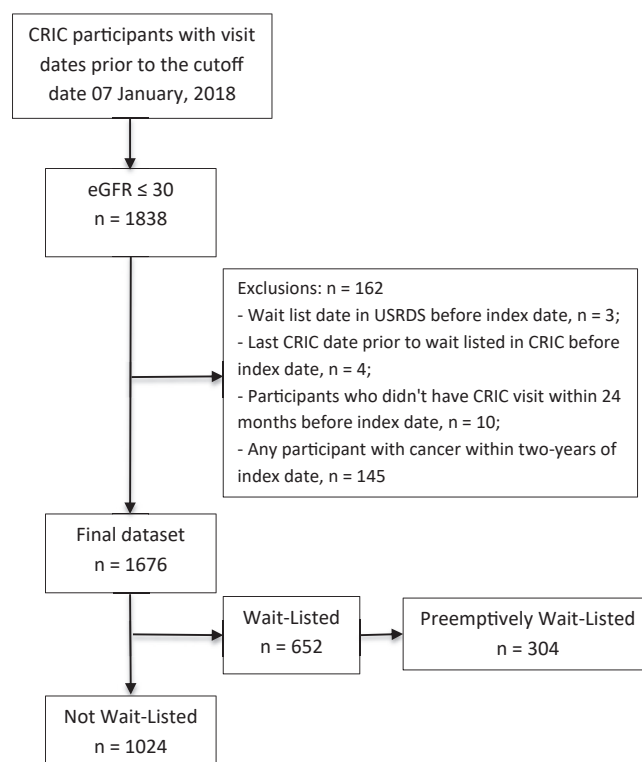 CRIC participants with visit
dates prior to the cutoff
date 07 January, 2018
eGFR ≤ 30
n = 1838
Exclusions: n = 162
- Wait list date in USRDS before index date, n = 3;
- Last CRIC date prior to wait listed in CRIC before
index date, n = 4;
- Participants who didn't have CRIC visit within 24
months before index date, n = 10;
- Any participant with cancer within two-years of
index date, n = 145
Final dataset
n = 1676
Wait-Listed
n = 652
Preemptively Wait-Listed
n = 304
Not Wait-Listed
n = 1024